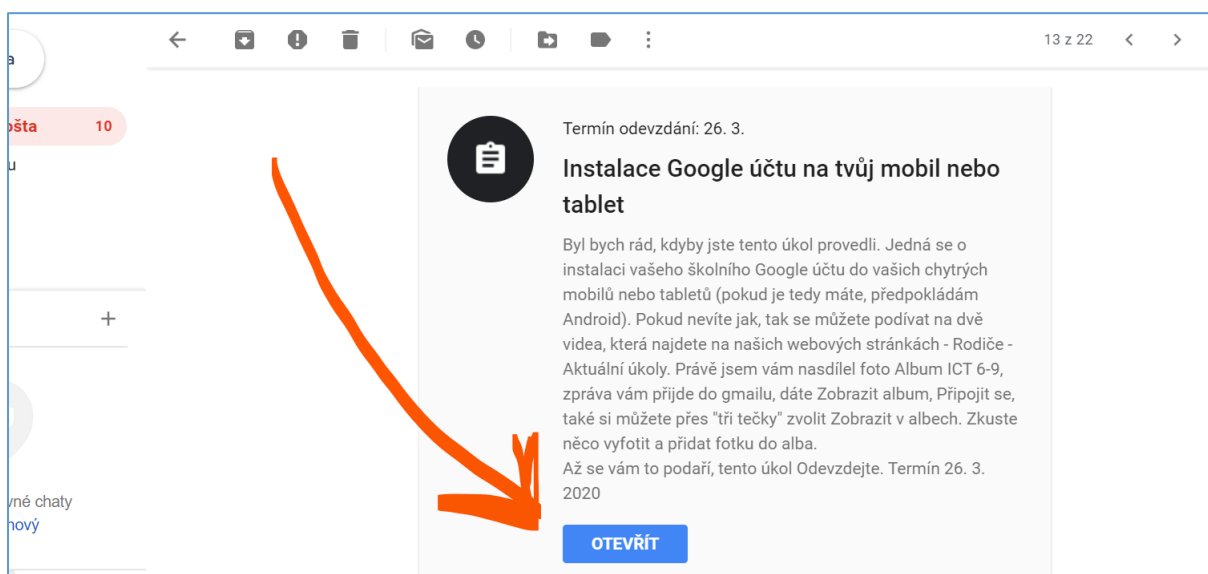 13 z 22
a
ošta 10
u
Termín odevzdání: 26. 3.
Instalace Google účtu na tvůj mobil nebo
tablet
Byl bych rád, kdyby jste tento úkol provedli. Jedná se o
instalaci vašeho školního Google účtu do vašich chytrých
mobilů nebo tabletů (pokud je tedy máte, předpokládám
Android). Pokud nevíte jak, tak se můžete podívat na dvě
videa, která najdete na našich webových stránkách - Rodiče -
Aktuální úkoly. Právě jsem vám nasdílel foto Album ICT 6-9,
zpráva vám přijde do gmailu, dáte Zobrazit album, Připojit se,
také si můžete přes "tři tečky" zvolit Zobrazit v albech. Zkuste
něco vyfotit a přidat fotku do alba.
Až se vám to podaří, tento úkol Odevzdejte. Termín 26. 3.
2020
OTEVŘÍT
vné chaty
nový